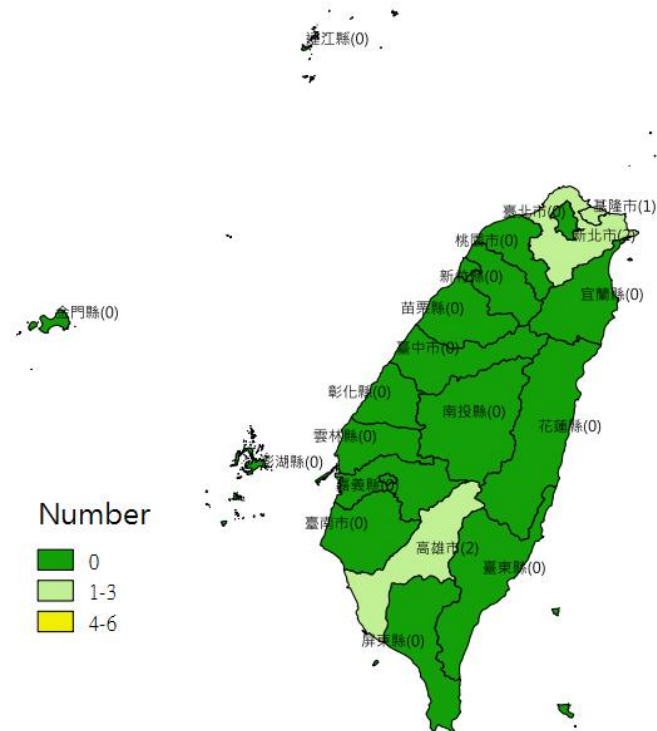 連江縣(0)
基隆市(1)
臺北市(0)
新北市(2)
桃園市(0)
新竹縣(0)
宜蘭縣(0)
苗栗縣(0)
金門縣(0)
臺中市(0)
彰化縣(0)
南投縣(0)
花蓮縣(0)
雲林縣(0)
澎湖縣(0)
嘉義縣(0)
臺南市(0)
高雄市(2)
臺東縣(0)
屏東縣(0)
Number
0
1-3
4-6